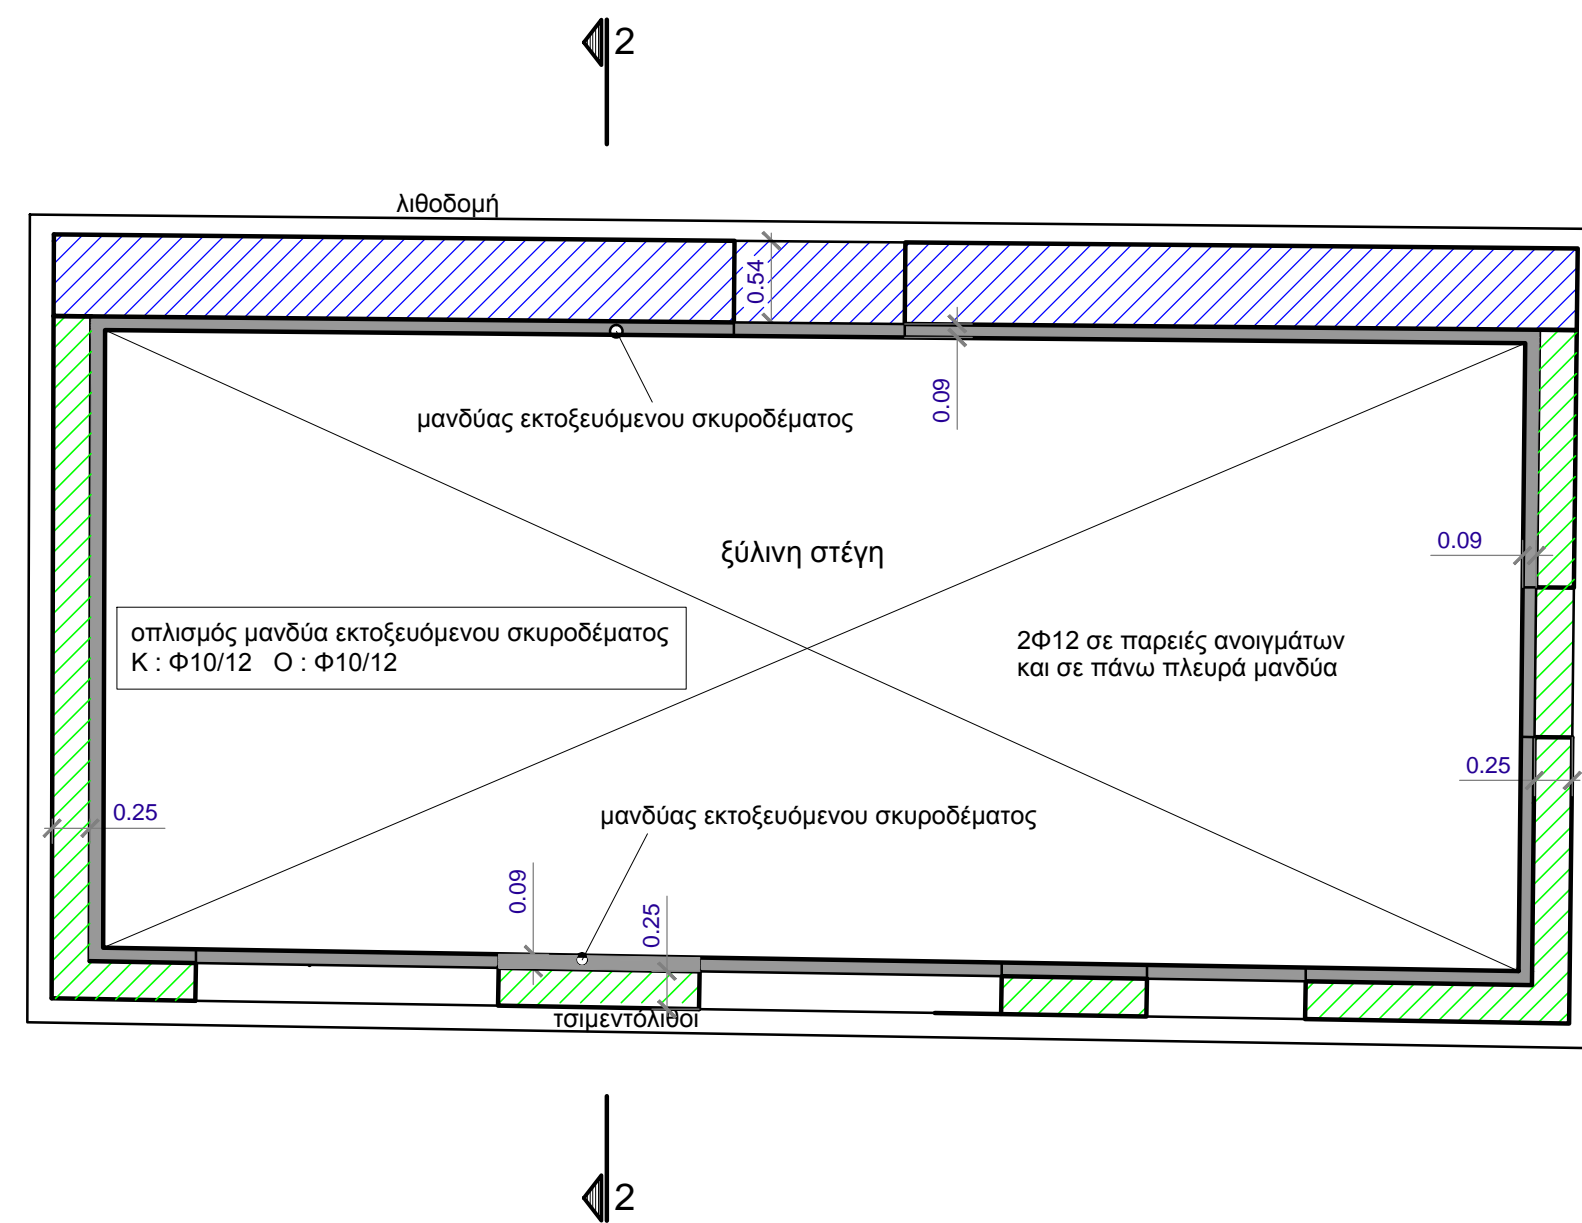 2
λιθοδομή
0.54
0.09
μανδύας εκτοξευόμενου σκυροδέματος
ξύλινη στέγη
0.09
οπλισμός μανδύα εκτοξευόμενου σκυροδέματος
Κ : Φ10/12 Ο : Φ10/12
2Φ12 σε παρειές ανοιγμάτων
και σε πάνω πλευρά μανδύα
0.25
0.25
μανδύας εκτοξευόμενου σκυροδέματος
0.09
0.25
τσιμεντόλιθοι
2